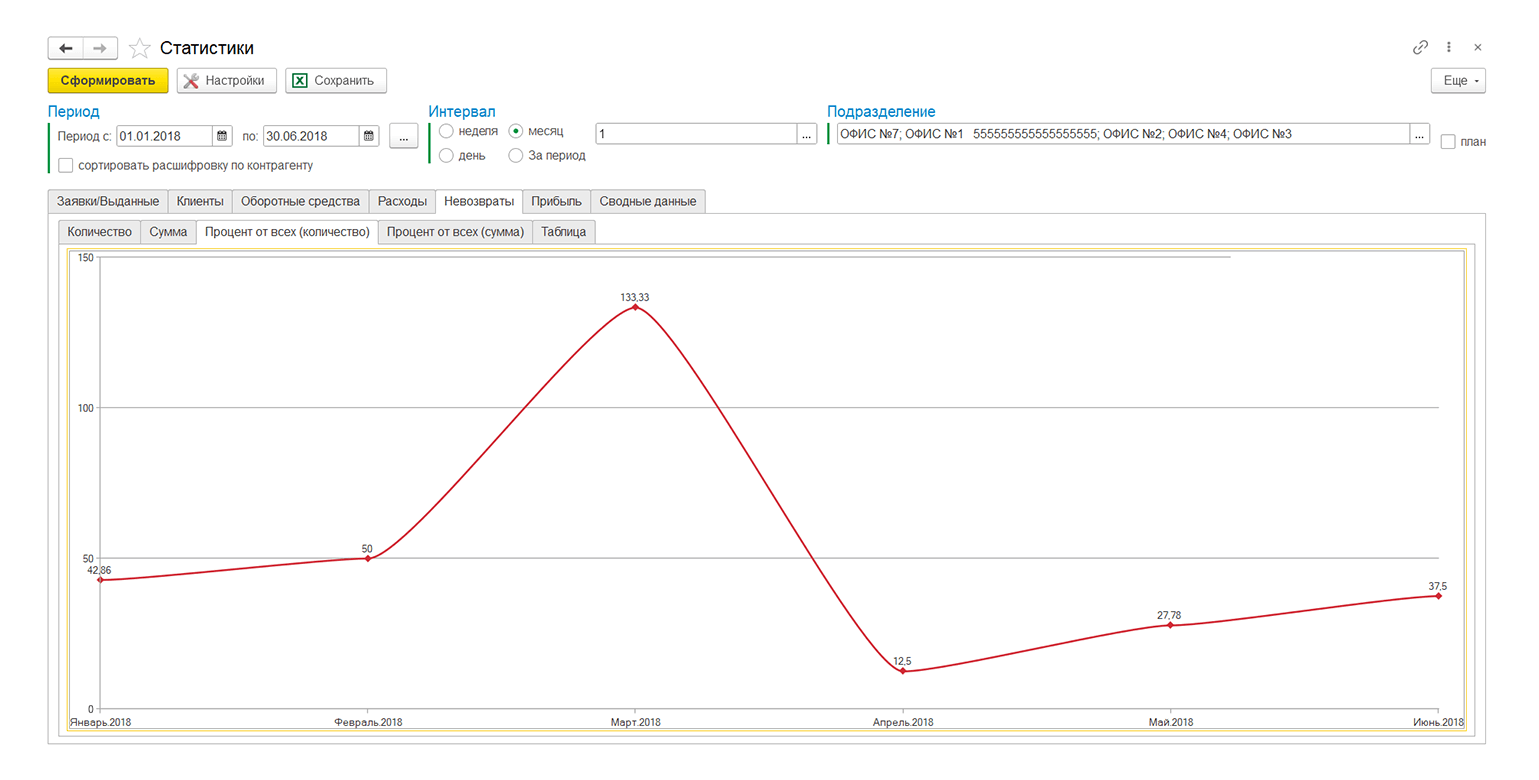 Статистики
Сформировать Настройки Сохранить Еще
Период Интервал Подразделение
Период с: 01.01.2018 по: 30.06.2018 ... неделя месяц 1 ... ОФИС №7; ОФИС №1 555555555555555555; ОФИС №2; ОФИС №4; ОФИС №3 ... план
сортировать расшифровку по контрагенту день За период
Заявки/Выданные Клиенты Оборотные средства Расходы Невозвраты Прибыль Сводные данные
Количество Сумма Процент от всех (количество) Процент от всех (сумма) Таблица
150
133,33
100
50
50
42,86
37,5
27,78
12,5
0
Январь.2018 Февраль.2018 Март.2018 Апрель.2018 Май.2018 Июнь.2018